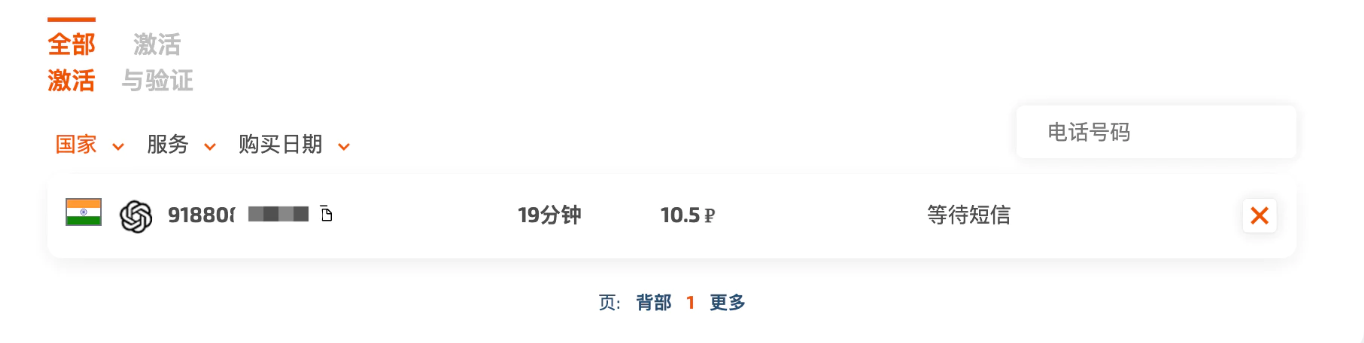 全部
激活
激活
与验证
国家 服务 购买日期
电话号码
91880 19分钟 10.5 ₽ 等待短信
页: 背部 1 更多